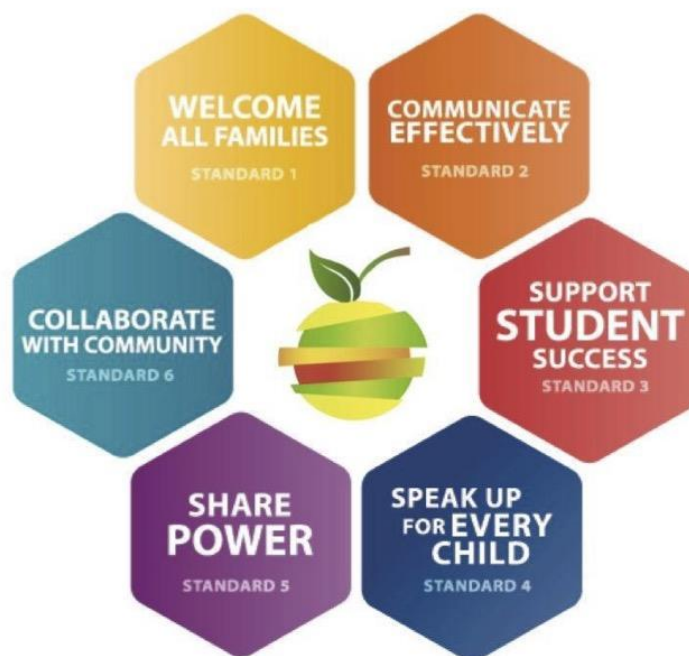 WELCOME
ALL FAMILIES
STANDARD 1
COMMUNICATE
EFFECTIVELY
STANDARD 2
SUPPORT
STUDENT
SUCCESS
STANDARD 3
SPEAK UP
FOR EVERY
CHILD
STANDARD 4
SHARE
POWER
STANDARD 5
COLLABORATE
WITH COMMUNITY
STANDARD 6